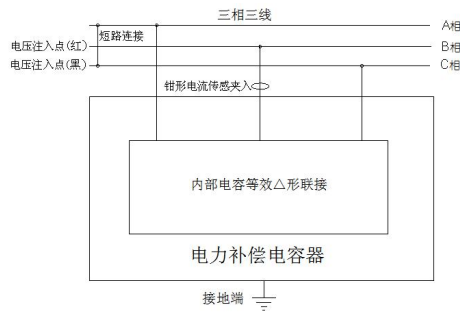 三相三线
A相
短路连接
电压注入点(红)
B相
电压注入点(黑)
C相
钳形电流传感夹入
内部电容等效△形联接
电力补偿电容器
接地端